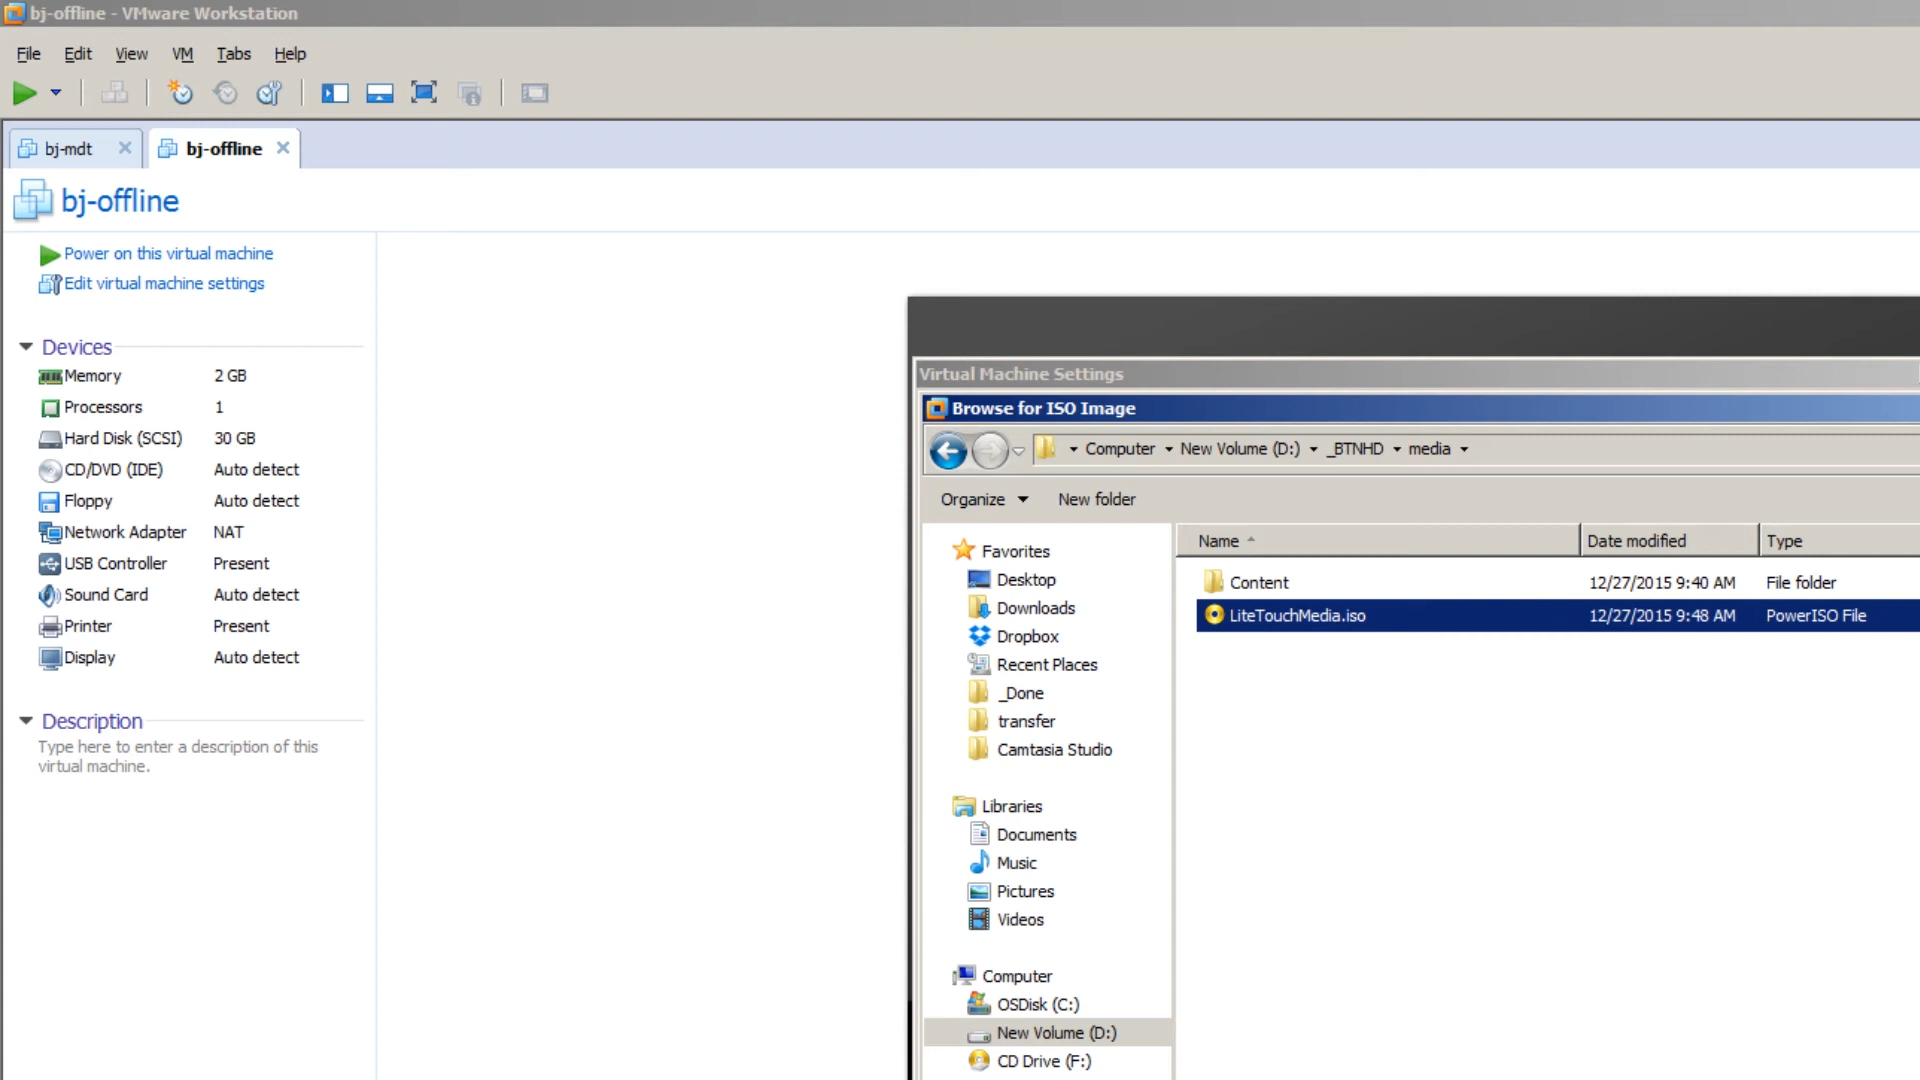 bj-offline - VMware Workstation
File Edit View VM Tabs Help
bj-mdt bj-offline
bj-offline
Power on this virtual machine
Edit virtual machine settings
Devices
Memory 2 GB
Processors 1
Hard Disk (SCSI) 30 GB
CD/DVD (IDE) Auto detect
Floppy Auto detect
Network Adapter NAT
USB Controller Present
Sound Card Auto detect
Printer Present
Display Auto detect
Description
Type here to enter a description of this
virtual machine.
Virtual Machine Settings
Browse for ISO Image
Computer New Volume (D:) _BTNHD media
Organize New folder
Name Date modified Type
Content 12/27/2015 9:40 AM File folder
LiteTouchMedia.iso 12/27/2015 9:48 AM PowerISO File
Favorites
Desktop
Downloads
Dropbox
Recent Places
_Done
transfer
Camtasia Studio
Libraries
Documents
Music
Pictures
Videos
Computer
OSDisk (C:)
New Volume (D:)
CD Drive (F:)